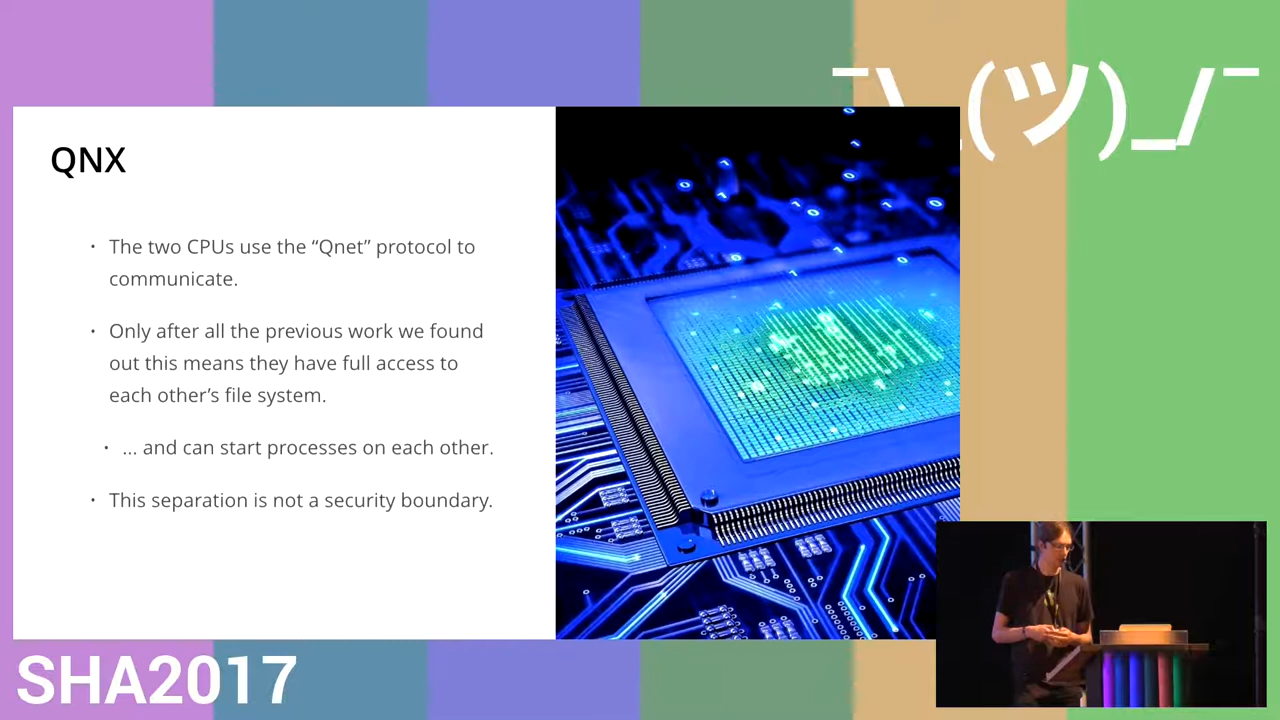 ¯\_(ツ)_/¯
QNX
• The two CPUs use the “Qnet” protocol to
communicate.
• Only after all the previous work we found
out this means they have full access to
each other’s file system.
• ... and can start processes on each other.
• This separation is not a security boundary.
SHA2017